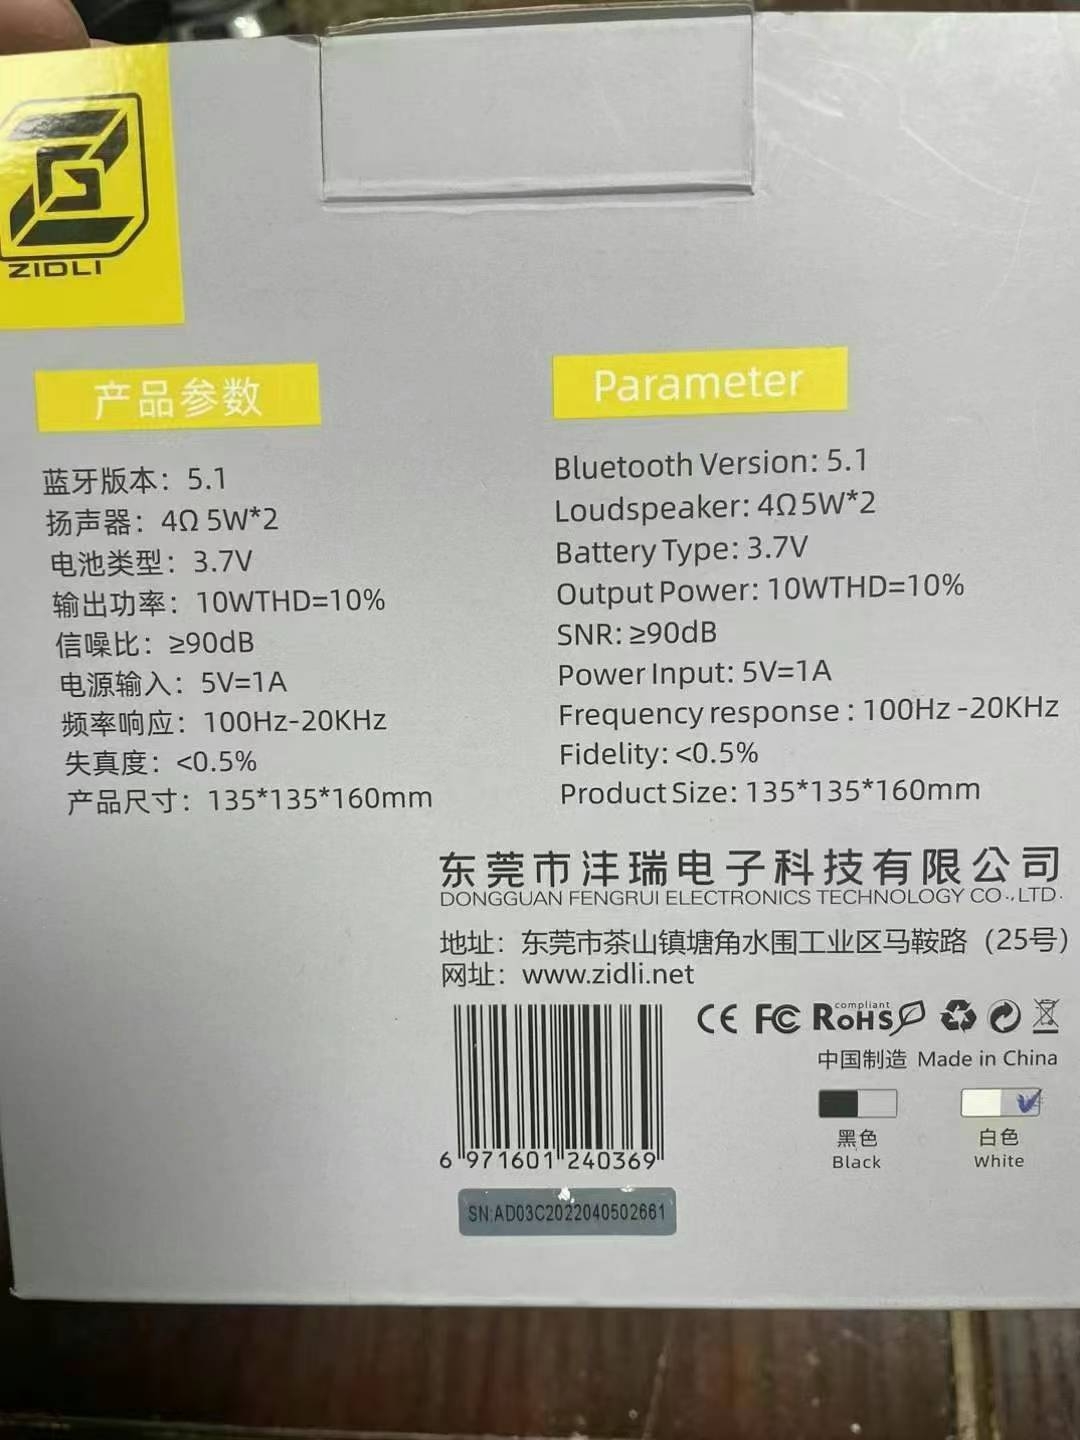 ZIDLI
产品参数
蓝牙版本：5.1
扬声器：4Ω 5W*2
电池类型：3.7V
输出功率：10WTHD=10%
信噪比：≥90dB
电源输入：5V=1A
频率响应：100Hz-20KHz
失真度：<0.5%
产品尺寸：135*135*160mm
Parameter
Bluetooth Version: 5.1
Loudspeaker: 4Ω5W*2
Battery Type: 3.7V
Output Power: 10WTHD=10%
SNR: ≥90dB
Power Input: 5V=1A
Frequency response : 100Hz -20KHz
Fidelity: <0.5%
Product Size: 135*135*160mm
东莞市沣瑞电子科技有限公司
DONGGUAN FENGRUI ELECTRONICS TECHNOLOGY CO.,LTD.
地址：东莞市茶山镇塘角水围工业区马鞍路（25号）
网址：www.zidli.net
CE FC RoHS compliant
中国制造 Made in China
黑色 白色
Black White
6 971601 240369
SN:AD03C2022040502661